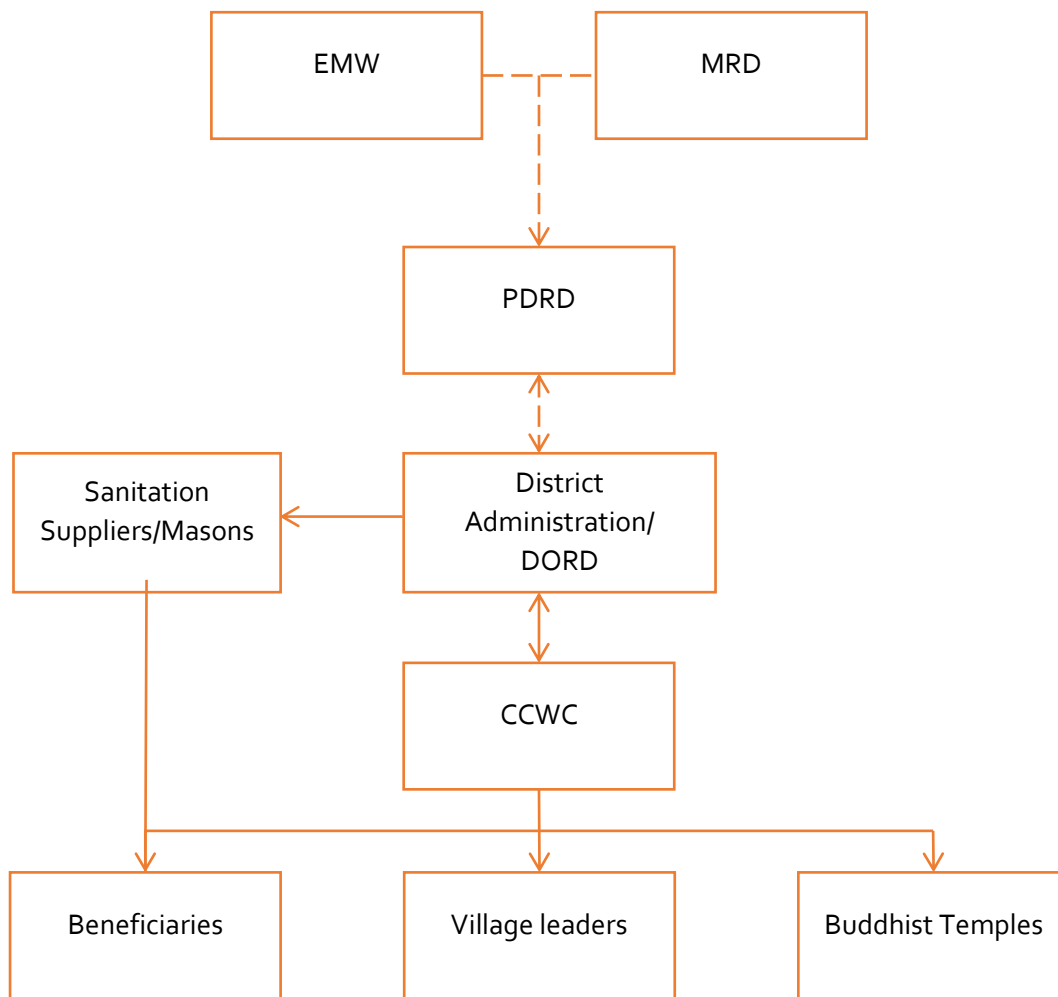 EMW
MRD
PDRD
Sanitation
Suppliers/Masons
District
Administration/
DORD
CCWC
Beneficiaries
Village leaders
Buddhist Temples